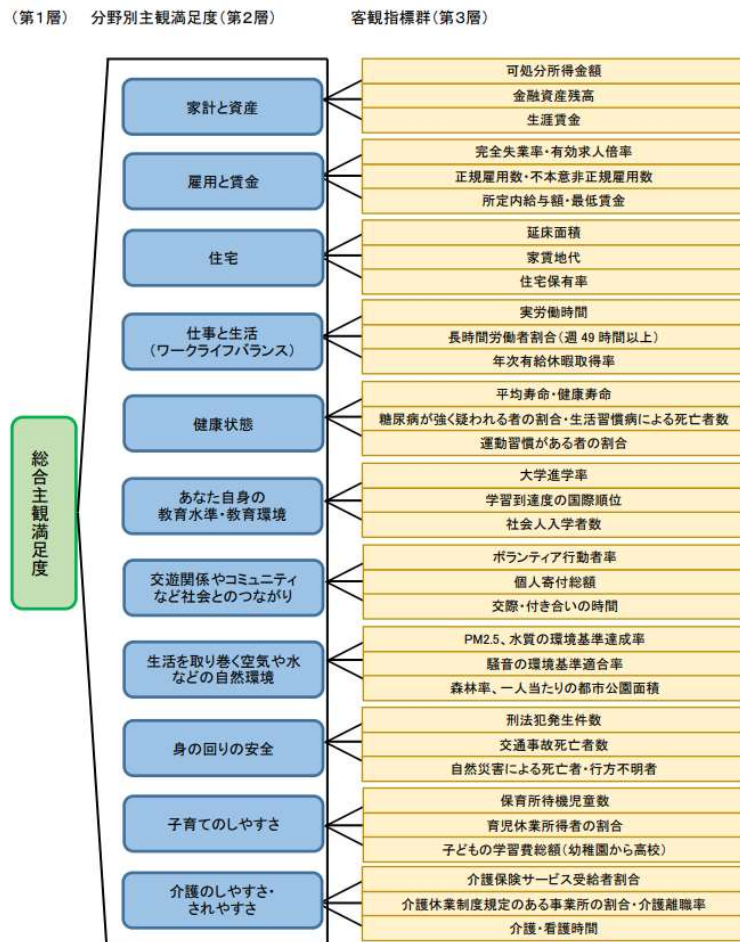 (第1層) 分野別主観満足度(第2層) 客観指標群(第3層)
総合主観満足度
家計と資産
可処分所得金額
金融資産残高
生涯賃金
雇用と賃金
完全失業率・有効求人倍率
正規雇用数・不本意非正規雇用数
所定内給与額・最低賃金
住宅
延床面積
家賃地代
住宅保有率
仕事と生活
(ワークライフバランス)
実労働時間
長時間労働者割合(週 49 時間以上)
年次有給休暇取得率
健康状態
平均寿命・健康寿命
糖尿病が強く疑われる者の割合・生活習慣病による死亡者数
運動習慣がある者の割合
あなた自身の
教育水準・教育環境
大学進学率
学習到達度の国際順位
社会人入学者数
交遊関係やコミュニティ
など社会とのつながり
ボランティア行動者率
個人寄付総額
交際・付き合いの時間
生活を取り巻く空気や水
などの自然環境
PM2.5、水質の環境基準達成率
騒音の環境基準適合率
森林率、一人当たりの都市公園面積
身の回りの安全
刑法犯発生件数
交通事故死亡者数
自然災害による死亡者・行方不明者
子育てのしやすさ
保育所待機児童数
育児休業所得者の割合
子どもの学習費総額(幼稚園から高校)
介護のしやすさ・
されやすさ
介護保険サービス受給者割合
介護休業制度規定のある事業所の割合・介護離職率
介護・看護時間